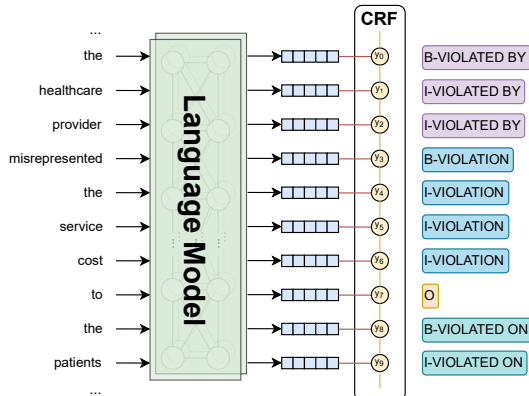 CRF
...
the y0 B-VIOLATED BY
healthcare y1 I-VIOLATED BY
provider y2 I-VIOLATED BY
misrepresented y3 B-VIOLATION
the y4 I-VIOLATION
service y5 I-VIOLATION
cost y6 I-VIOLATION
to y7 O
the y8 B-VIOLATED ON
patients y9 I-VIOLATED ON
...
Language Model